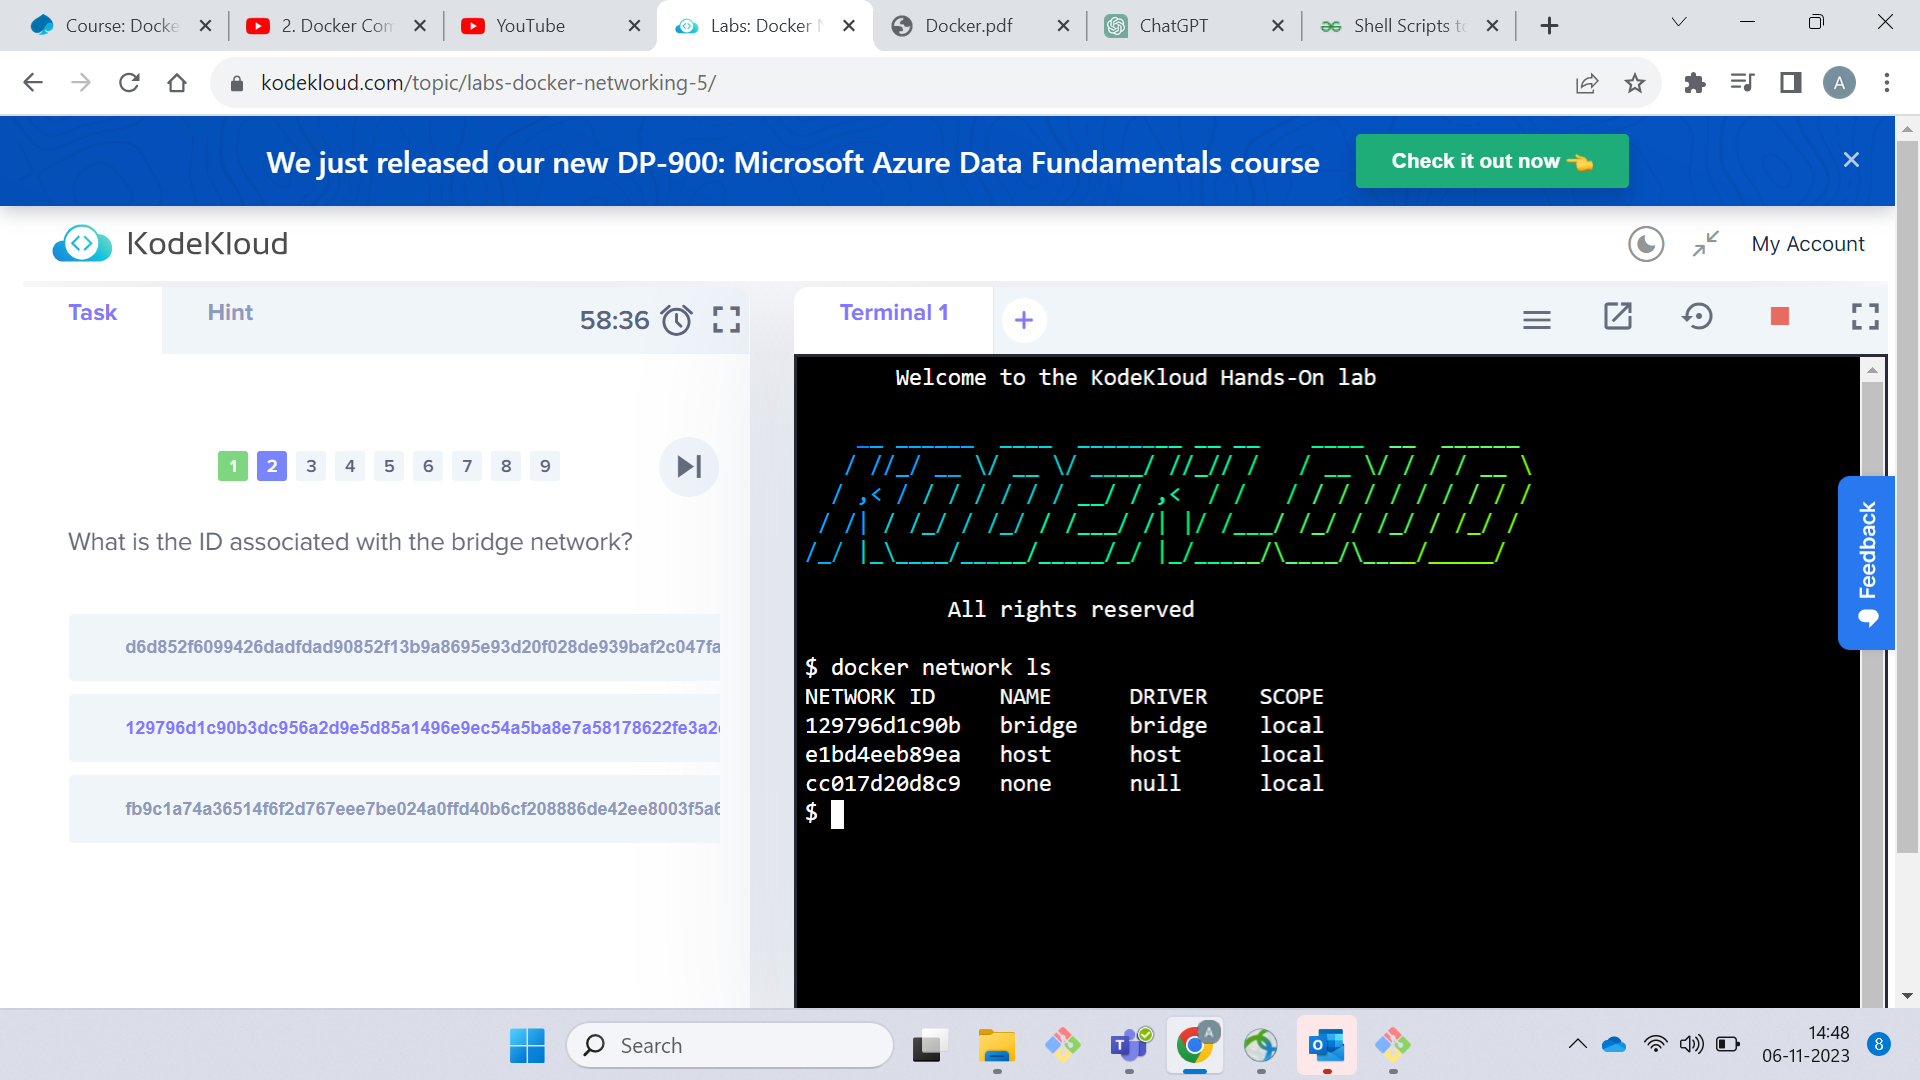 Course: Docke
2. Docker Con
YouTube
Labs: Docker N
Docker.pdf
ChatGPT
Shell Scripts to
kodekloud.com/topic/labs-docker-networking-5/
A
We just released our new DP-900: Microsoft Azure Data Fundamentals course
Check it out now
KodeKloud
My Account
Task
Hint
58:36
Terminal 1
1 2 3 4 5 6 7 8 9
What is the ID associated with the bridge network?
d6d852f6099426dadfdad90852f13b9a8695e93d20f028de939baf2c047fa
129796d1c90b3dc956a2d9e5d85a1496e9ec54a5ba8e7a58178622fe3a2
fb9c1a74a36514f6f2d767eee7be024a0ffd40b6cf208886de42ee8003f5a6
Welcome to the KodeKloud Hands-On lab
KODEKLOUD
All rights reserved
$ docker network ls
NETWORK ID NAME DRIVER SCOPE
129796d1c90b bridge bridge local
e1bd4eeb89ea host host local
cc017d20d8c9 none null local
$
Feedback
Search
14:48
06-11-2023
8